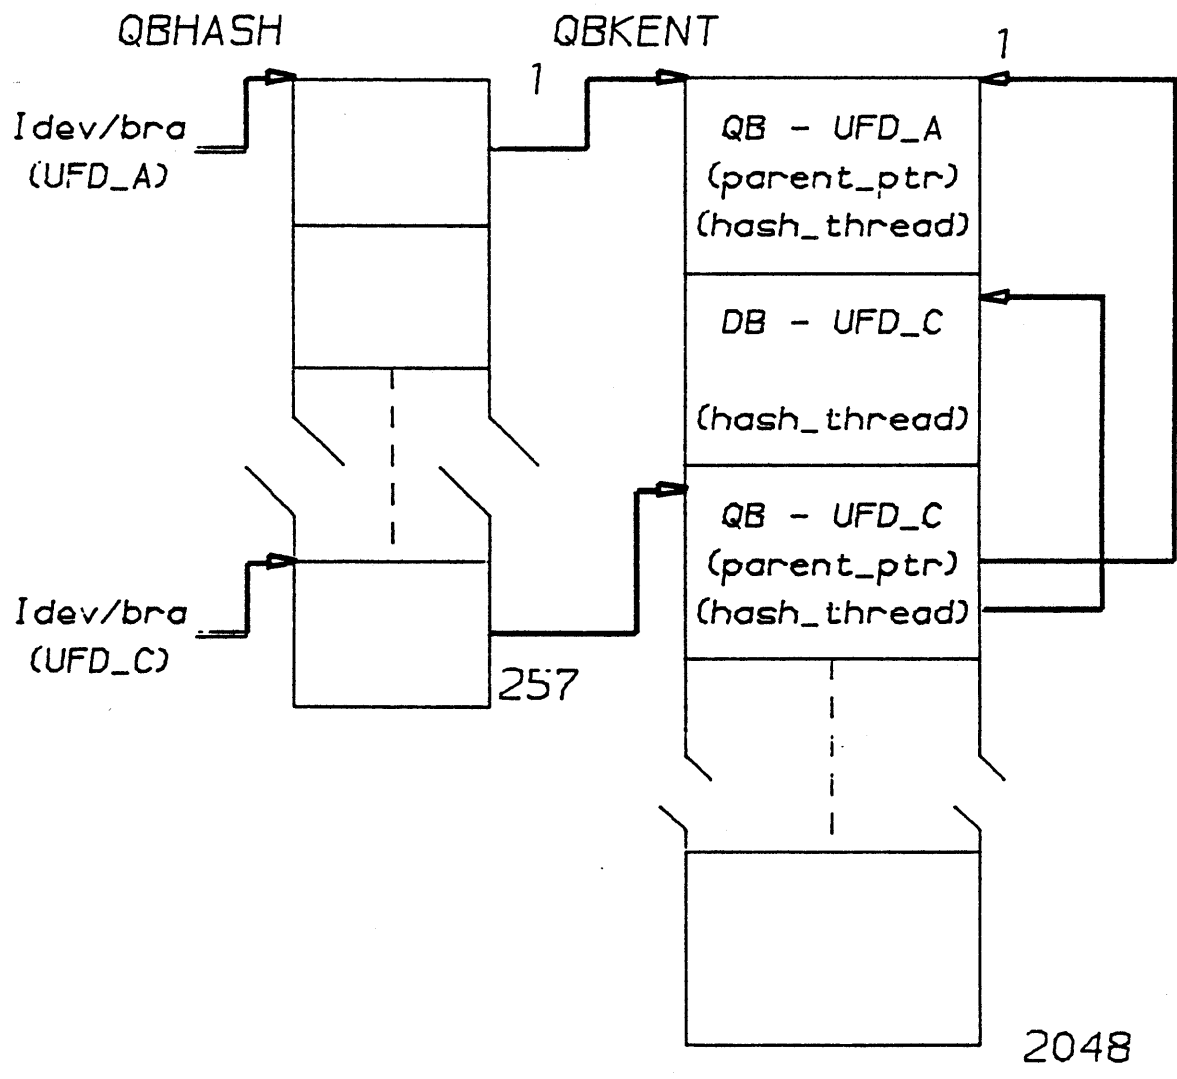 QBHASH
QBKENT
1
1
Idev/bra
(UFD_A)
QB - UFD_A
(parent_ptr)
(hash_thread)
DB - UFD_C
(hash_thread)
QB - UFD_C
(parent_ptr)
(hash_thread)
Idev/bra
(UFD_C)
257
2048